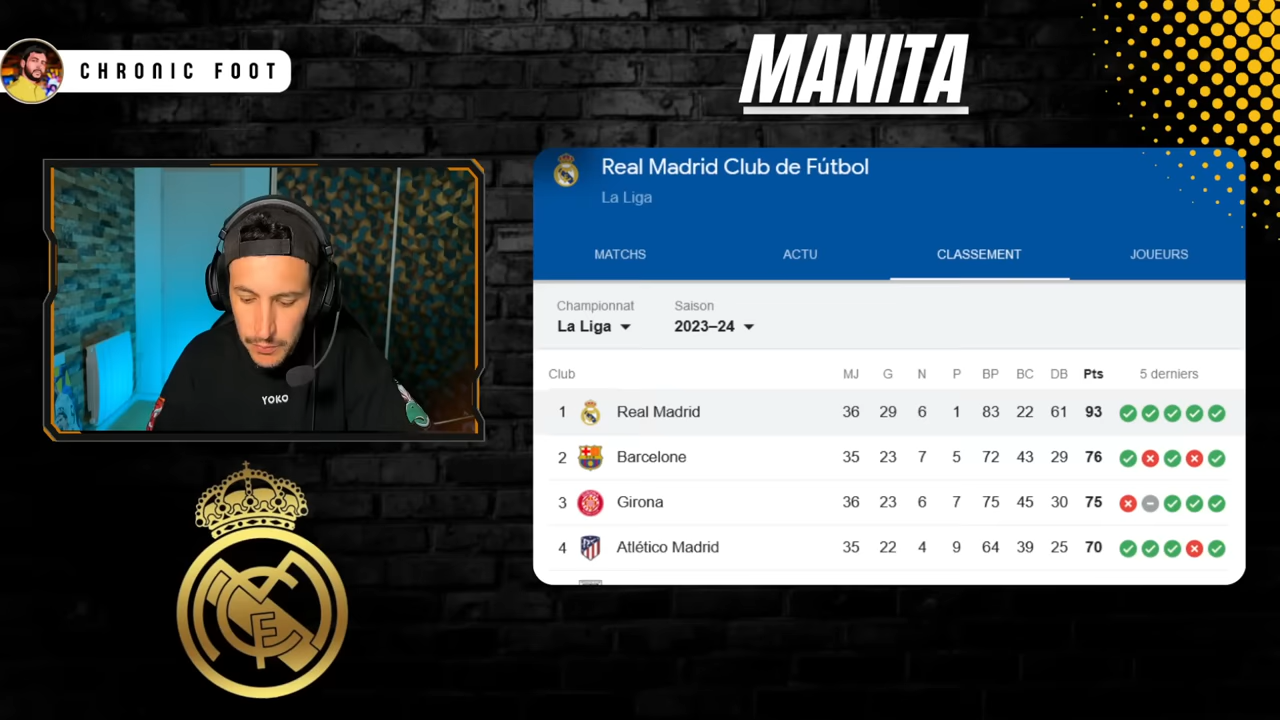 CHRONIC FOOT
MANITA
Real Madrid Club de Fútbol
La Liga
MATCHS ACTU CLASSEMENT JOUEURS
Championnat Saison
La Liga 2023–24
Club MJ G N P BP BC DB Pts 5 derniers
1 Real Madrid 36 29 6 1 83 22 61 93
2 Barcelone 35 23 7 5 72 43 29 76
3 Girona 36 23 6 7 75 45 30 75
4 Atlético Madrid 35 22 4 9 64 39 25 70
YOKO